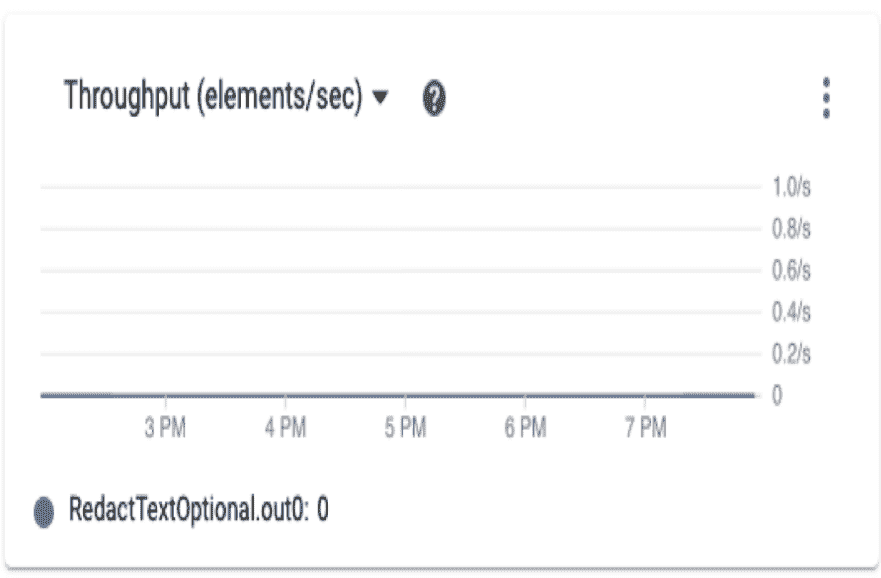 Throughput (elements/sec)
1.0/s
0.8/s
0.6/s
0.4/s
0.2/s
0
3 PM 4 PM 5 PM 6 PM 7 PM
RedactTextOptional.out0: 0